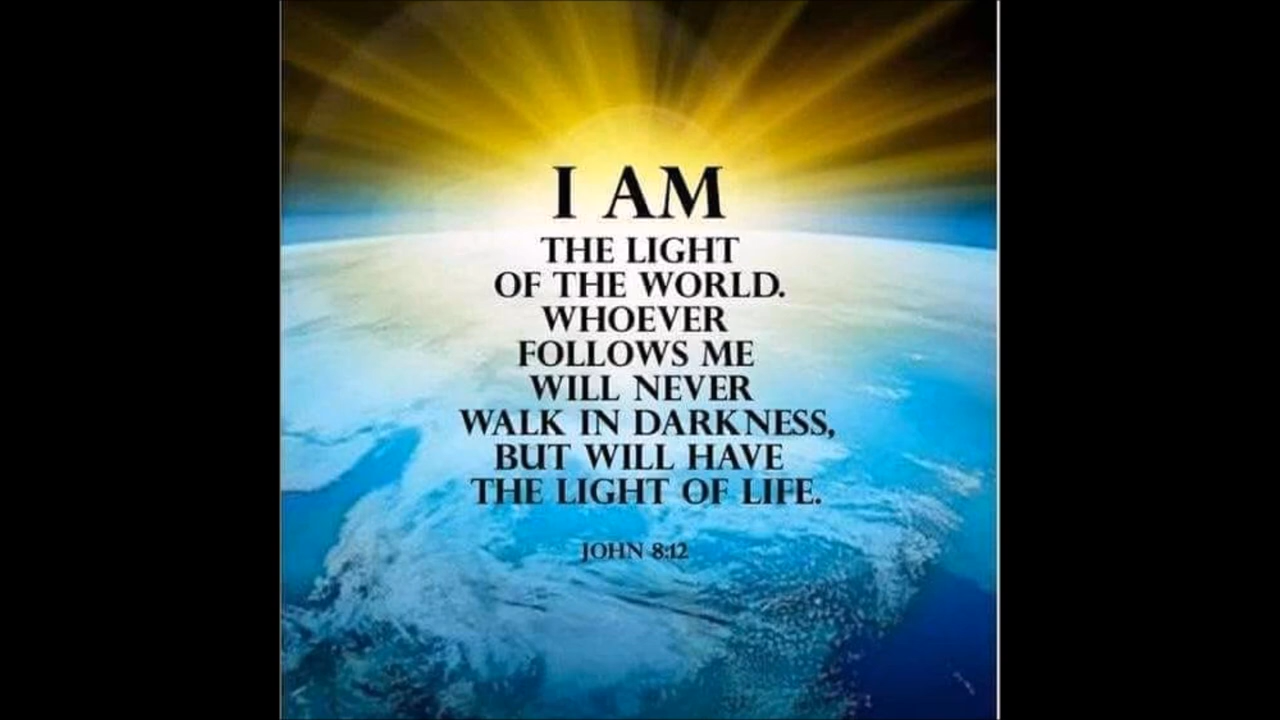 I AM
THE LIGHT
OF THE WORLD.
WHOEVER
FOLLOWS ME
WILL NEVER
WALK IN DARKNESS,
BUT WILL HAVE
THE LIGHT OF LIFE.
JOHN 8:12